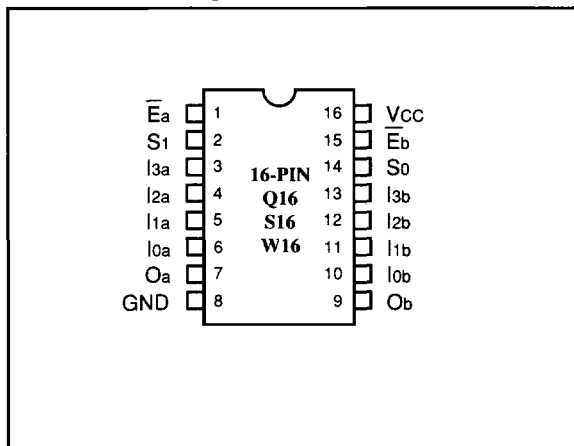 Ēa 1 16 VCC
S1 2 15 Ēb
I3a 3 14 S0
I2a 4 16-PIN 13 I3b
I1a 5 Q16 12 I2b
I0a 6 S16 11 I1b
Oa 7 W16 10 I0b
GND 8 9 Ob